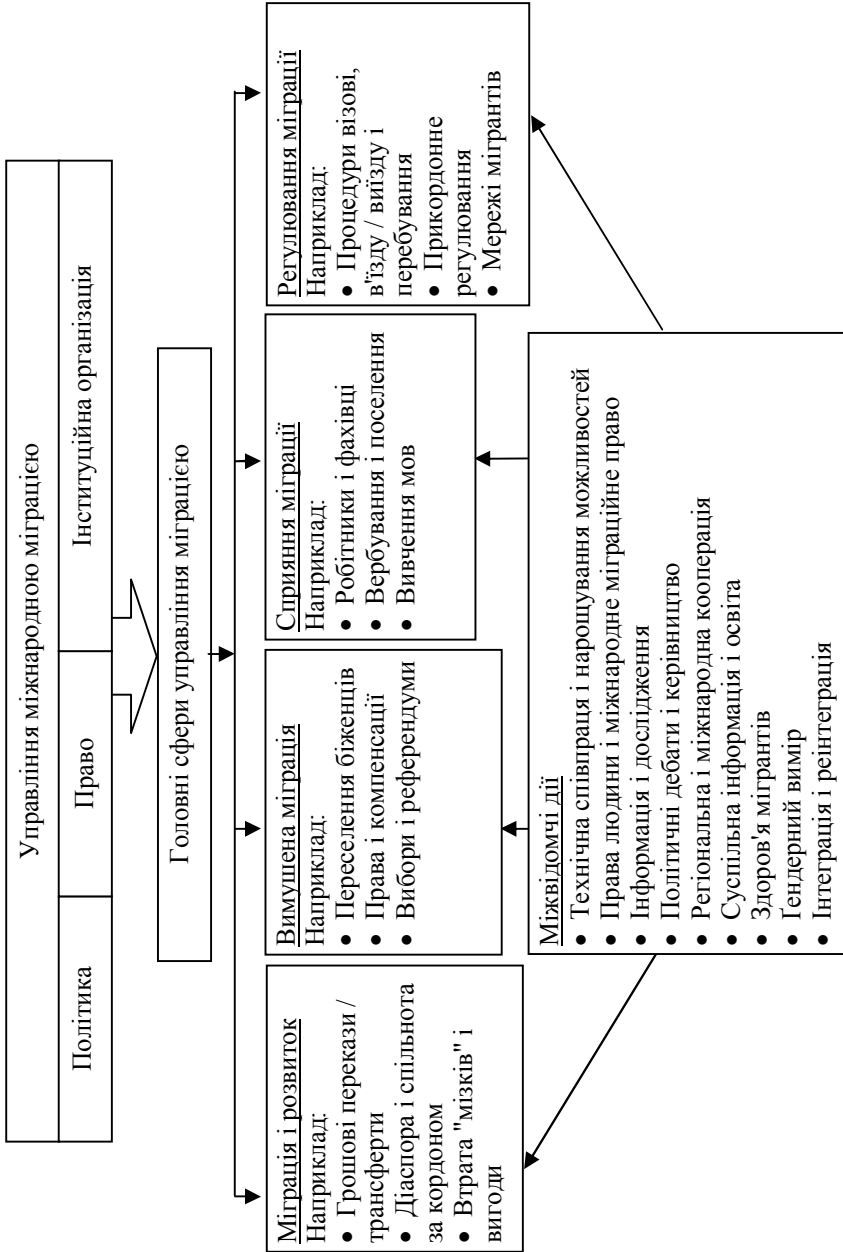 Управління міжнародною міграцією
Політика
Право
Інституційна організація
Головні сфери управління міграцією
Міграція і розвиток
Наприклад:
● Грошові перекази /
трансферти
● Діаспора і спільнота
за кордоном
● Втрата "мізків" і
вигоди
Вимушена міграція
Наприклад:
● Переселення біженців
● Права і компенсації
● Вибори і референдуми
Сприяння міграції
Наприклад:
● Робітники і фахівці
● Вербування і поселення
● Вивчення мов
Регулювання міграції
Наприклад:
● Процедури візові,
в'їзду / виїзду і
перебування
● Прикордонне
регулювання
● Мережі мігрантів
Міжвідомчі дії
● Технічна співпраця і нарощування можливостей
● Права людини і міжнародне міграційне право
● Інформація і дослідження
● Політичні дебати і керівництво
● Регіональна і міжнародна кооперація
● Суспільна інформація і освіта
● Здоров'я мігрантів
● Ґендерний вимір
● Інтеграція і реінтеграція